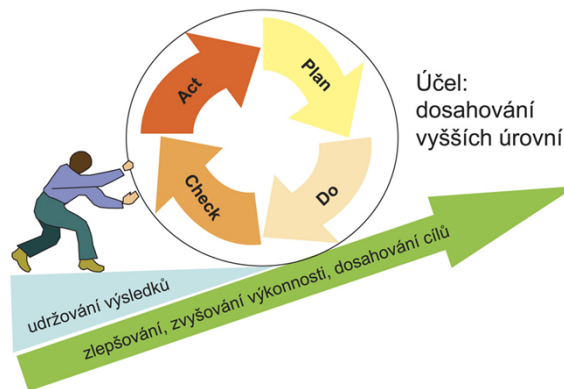 Plan
Do
Check
Act
Účel:
dosahování
vyšších úrovní
udržování výsledků
zlepšování, zvyšování výkonnosti, dosahování cílů